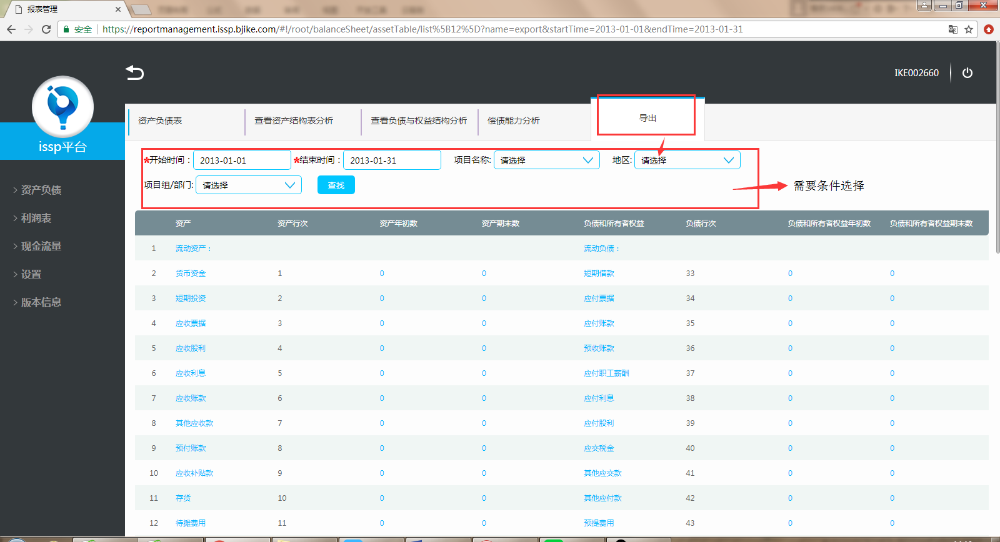 报表管理
安全 https://reportmanagement.issp.bjike.com/#!/root/balanceSheet/assetTable/list%5B12%5D?name=export&startTime=2013-01-01&endTime=2013-01-31
IKE002660
issp平台
资产负债
利润表
现金流量
设置
版本信息
资产负债表 查看资产结构表分析 查看负债与权益结构分析 偿债能力分析 导出
*开始时间： 2013-01-01 *结束时间： 2013-01-31 项目名称: 请选择 地区: 请选择
项目组/部门: 请选择 查找
需要条件选择
资产 资产行次 资产年初数 资产期末数 负债和所有者权益 负债行次 负债和所有者权益年初数 负债和所有者权益期末数
1 流动资产： 流动负债：
2 货币资金 1 0 0 短期借款 33 0 0
3 短期投资 2 0 0 应付票据 34 0 0
4 应收票据 3 0 0 应付账款 35 0 0
5 应收股利 4 0 0 预收账款 36 0 0
6 应收利息 5 0 0 应付职工薪酬 37 0 0
7 应收账款 6 0 0 应付利息 38 0 0
8 其他应收款 7 0 0 应付股利 39 0 0
9 预付账款 8 0 0 应交税金 40 0 0
10 应收补贴款 9 0 0 其他应交款 41 0 0
11 存货 10 0 0 其他应付款 42 0 0
12 待摊费用 11 0 0 预提费用 43 0 0